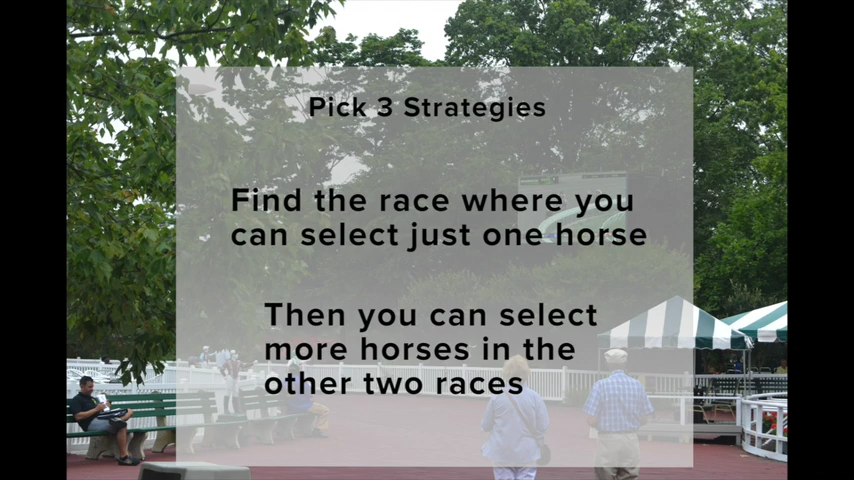 Pick 3 Strategies
Find the race where you
can select just one horse
Then you can select
more horses in the
other two races